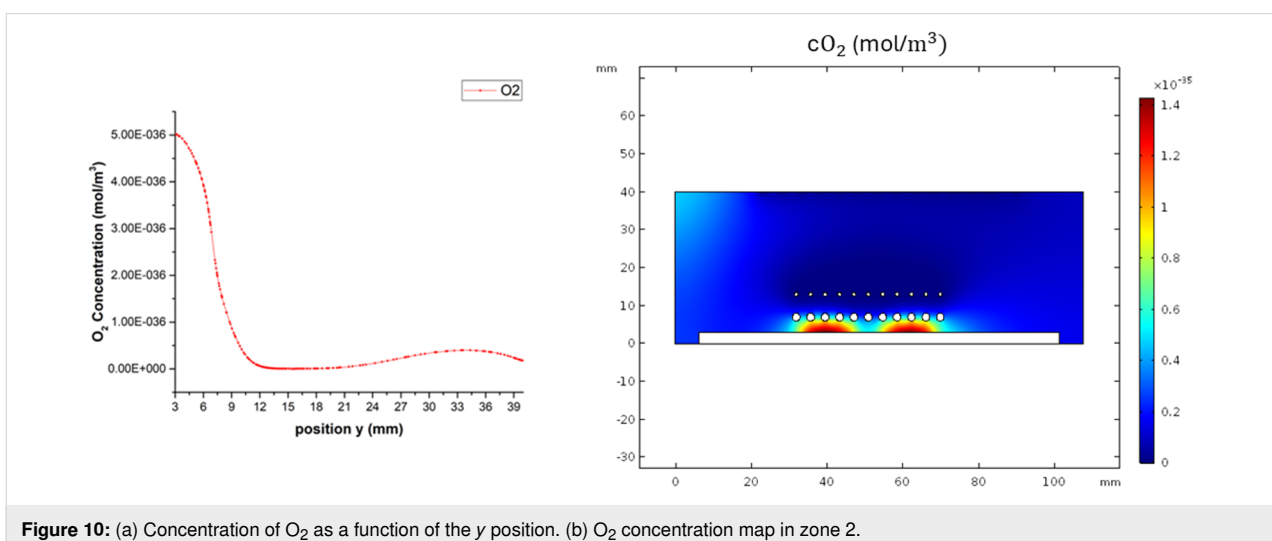 O2
O₂ Concentration (mol/m³)
5.00E-036
4.00E-036
3.00E-036
2.00E-036
1.00E-036
0.00E+000
3 6 9 12 15 18 21 24 27 30 33 36 39
position y (mm)
cO₂ (mol/m³)
mm
60
50
40
30
20
10
0
-10
-20
-30
0 20 40 60 80 100 mm
×10⁻³⁵
1.4
1.2
1
0.8
0.6
0.4
0.2
0
Figure 10: (a) Concentration of O₂ as a function of the y position. (b) O₂ concentration map in zone 2.